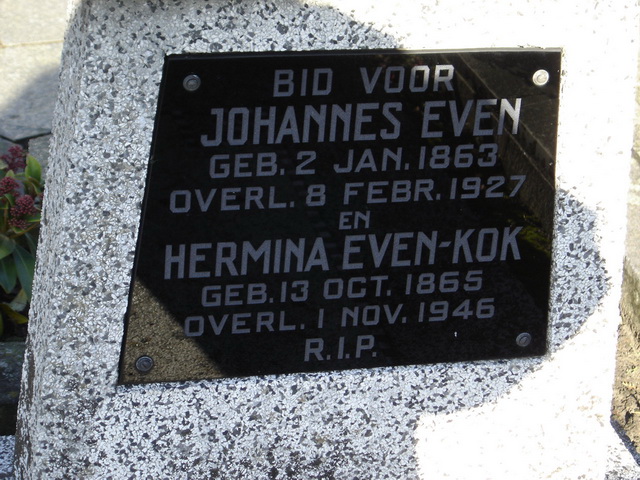 BID VOOR
JOHANNES EVEN
GEB. 2 JAN. 1863
OVERL. 8 FEBR. 1927
EN
HERMINA EVEN-KOK
GEB. 13 OCT. 1865
OVERL. 1 NOV. 1946
R.I.P.